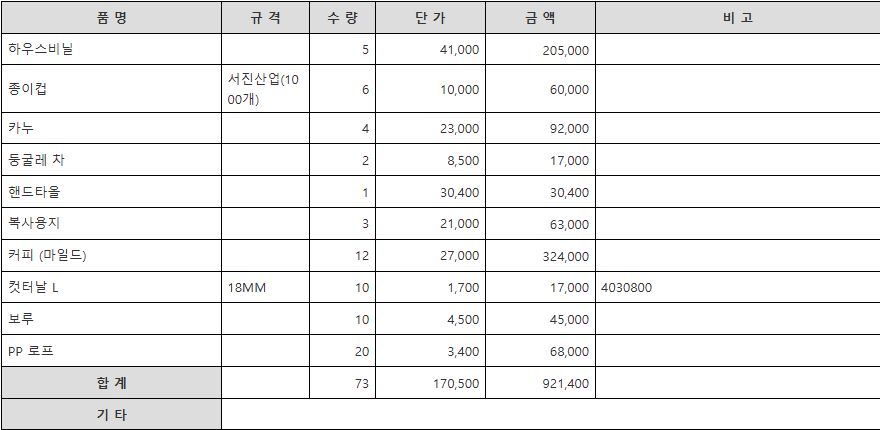 품 명 규 격 수 량 단 가 금 액 비 고
하우스비닐 5 41,000 205,000
종이컵 서진산업(10
00개) 6 10,000 60,000
카누 4 23,000 92,000
둥굴레 차 2 8,500 17,000
핸드타올 1 30,400 30,400
복사용지 3 21,000 63,000
커피 (마일드) 12 27,000 324,000
컷터날 L 18MM 10 1,700 17,000 4030800
보루 10 4,500 45,000
PP 로프 20 3,400 68,000
합 계 73 170,500 921,400
기 타